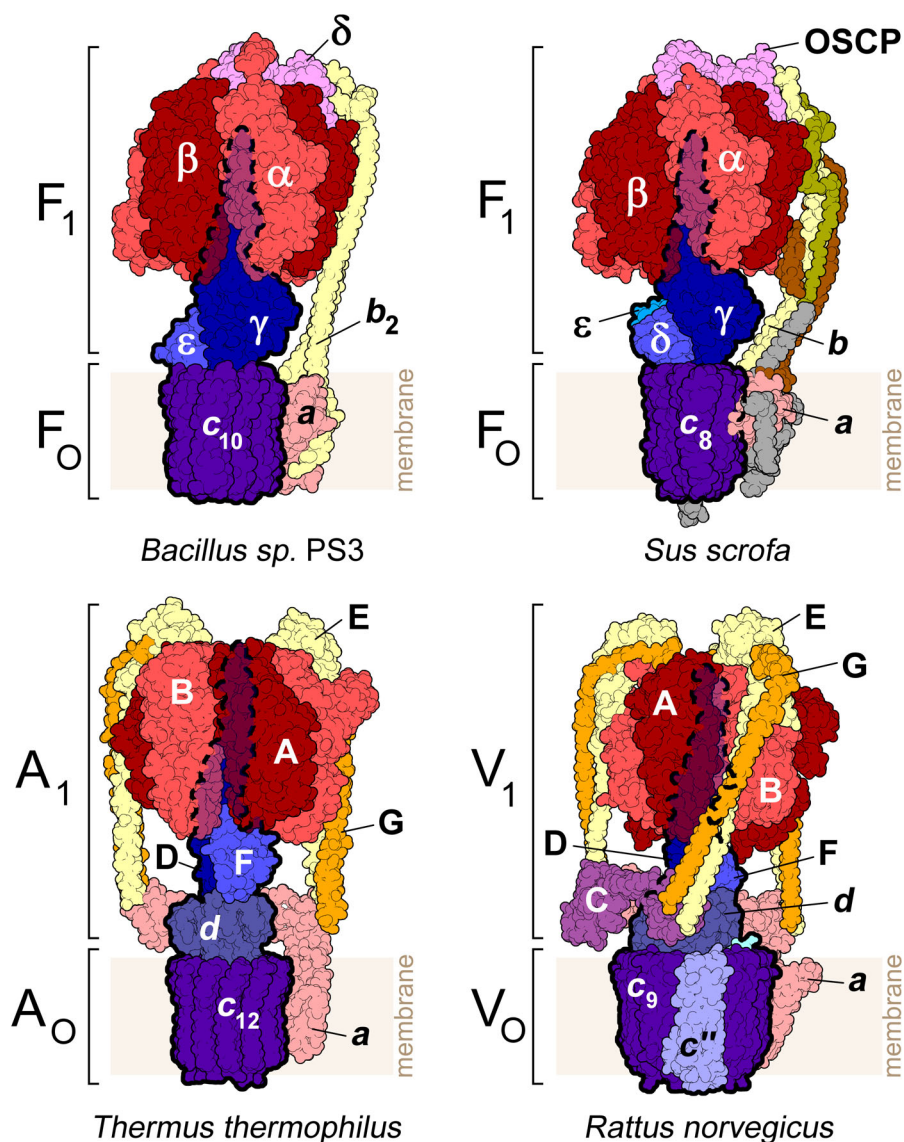 δ
β
α
F1
γ
ε
b2
FO
c10
a
membrane
Bacillus sp. PS3
OSCP
β
α
F1
ε
δ
γ
b
FO
c8
a
membrane
Sus scrofa
E
B
A
A1
G
D
F
d
AO
c12
a
membrane
Thermus thermophilus
E
G
A
V1
B
D
F
C
d
VO
c9
a
c''
membrane
Rattus norvegicus